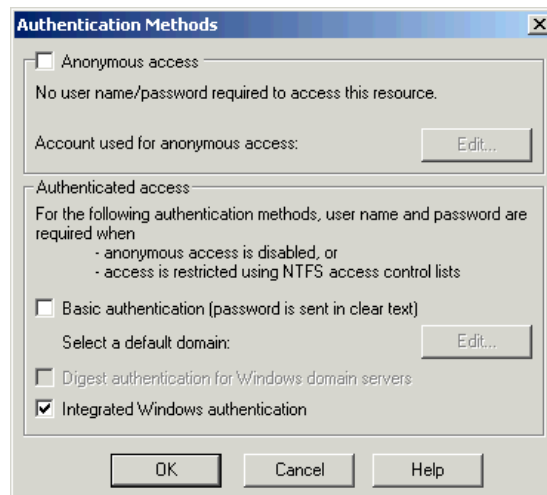 Authentication Methods
Anonymous access
No user name/password required to access this resource.
Account used for anonymous access:
Edit...
Authenticated access
For the following authentication methods, user name and password are
required when
- anonymous access is disabled, or
- access is restricted using NTFS access control lists
Basic authentication (password is sent in clear text)
Select a default domain:
Edit...
Digest authentication for Windows domain servers
Integrated Windows authentication
OK
Cancel
Help